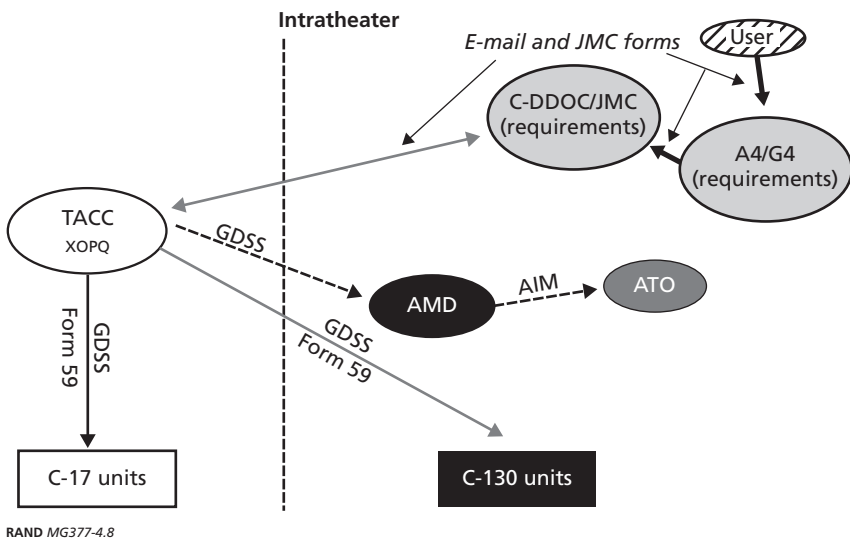 Intratheater
E-mail and JMC forms
User
C-DDOC/JMC
(requirements)
A4/G4
(requirements)
TACC
XOPQ
GDSS
AMD
AIM
ATO
GDSS
Form 59
GDSS
Form 59
C-17 units
C-130 units
RAND MG377-4.8